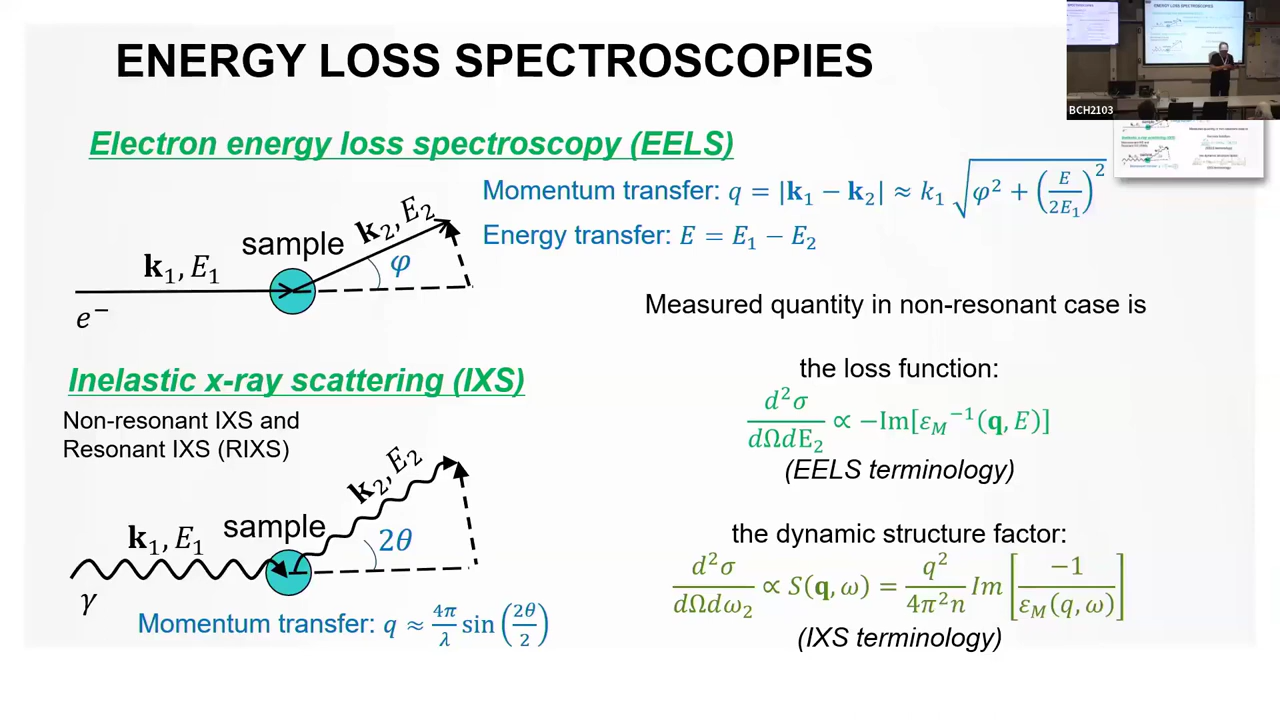 ENERGY LOSS SPECTROSCOPIES
Electron energy loss spectroscopy (EELS)
Momentum transfer: q = |k₁ − k₂| ≈ k₁ √φ² + (E/2E₁)²
Energy transfer: E = E₁ − E₂
sample
k₁, E₁
k₂, E₂
φ
e⁻
Measured quantity in non-resonant case is
the loss function:
d²σ/dΩdE₂ ∝ −Im[ε_M⁻¹(q, E)]
(EELS terminology)
Inelastic x-ray scattering (IXS)
Non-resonant IXS and
Resonant IXS (RIXS)
sample
k₁, E₁
k₂, E₂
2θ
γ
Momentum transfer: q ≈ 4π/λ sin(2θ/2)
the dynamic structure factor:
d²σ/dΩdω₂ ∝ S(q, ω) = q²/4π²n Im[−1/ε_M(q, ω)]
(IXS terminology)
ENERGY LOSS SPECTROSCOPIES
BCH2103